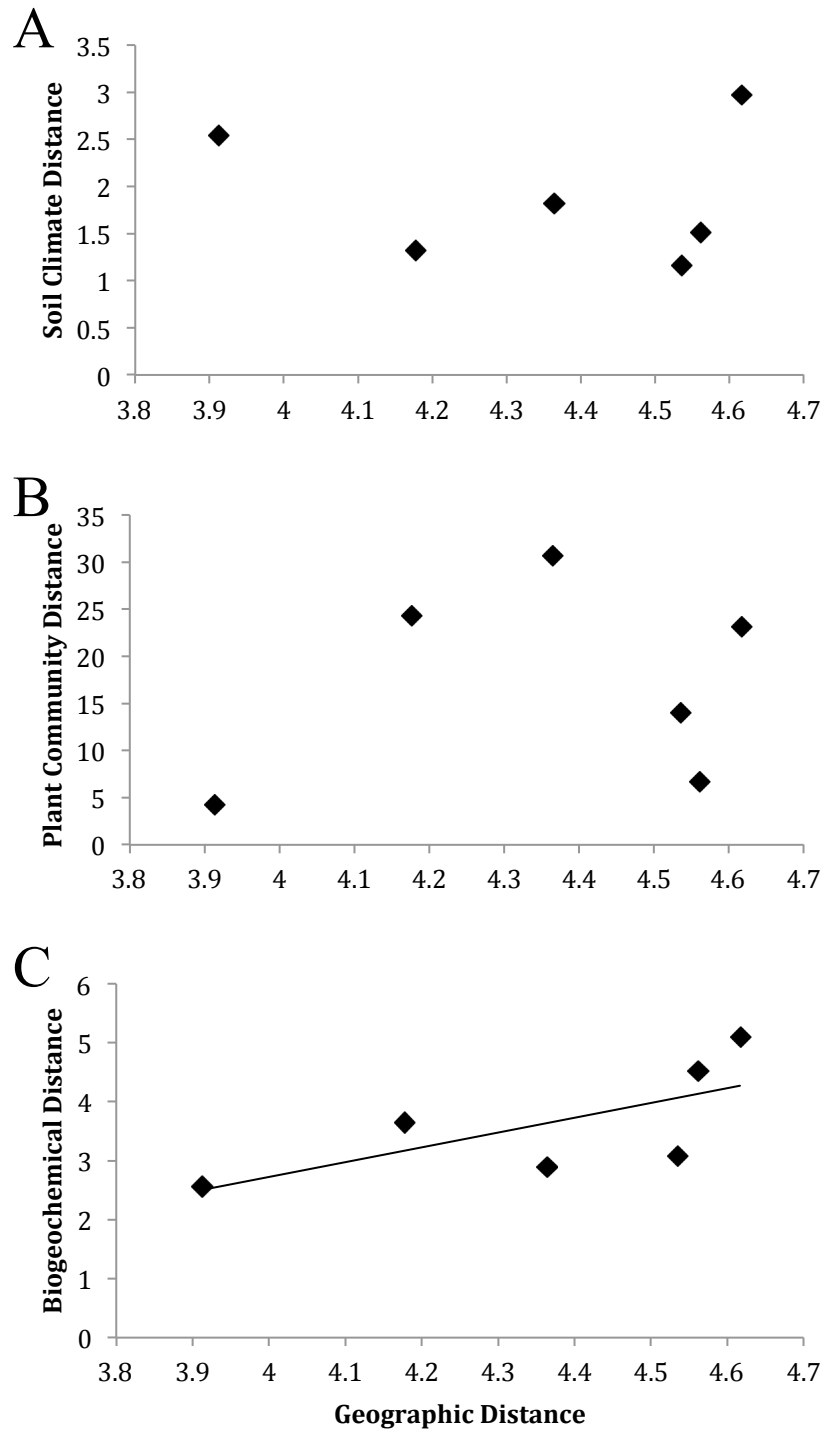 A
Soil Climate Distance
3.5
3
2.5
2
1.5
1
0.5
0
3.8 3.9 4 4.2 4.3 4.4 4.5 4.6 4.7
B
Plant Community Distance
35
30
25
20
15
10
5
0
3.8 3.9 4 4.1 4.2 4.3 4.4 4.5 4.6 4.7
C
Biogeochemical Distance
6
5
4
3
2
1
0
3.8 3.9 4 4.1 4.2 4.3 4.4 4.5 4.6 4.7
Geographic Distance